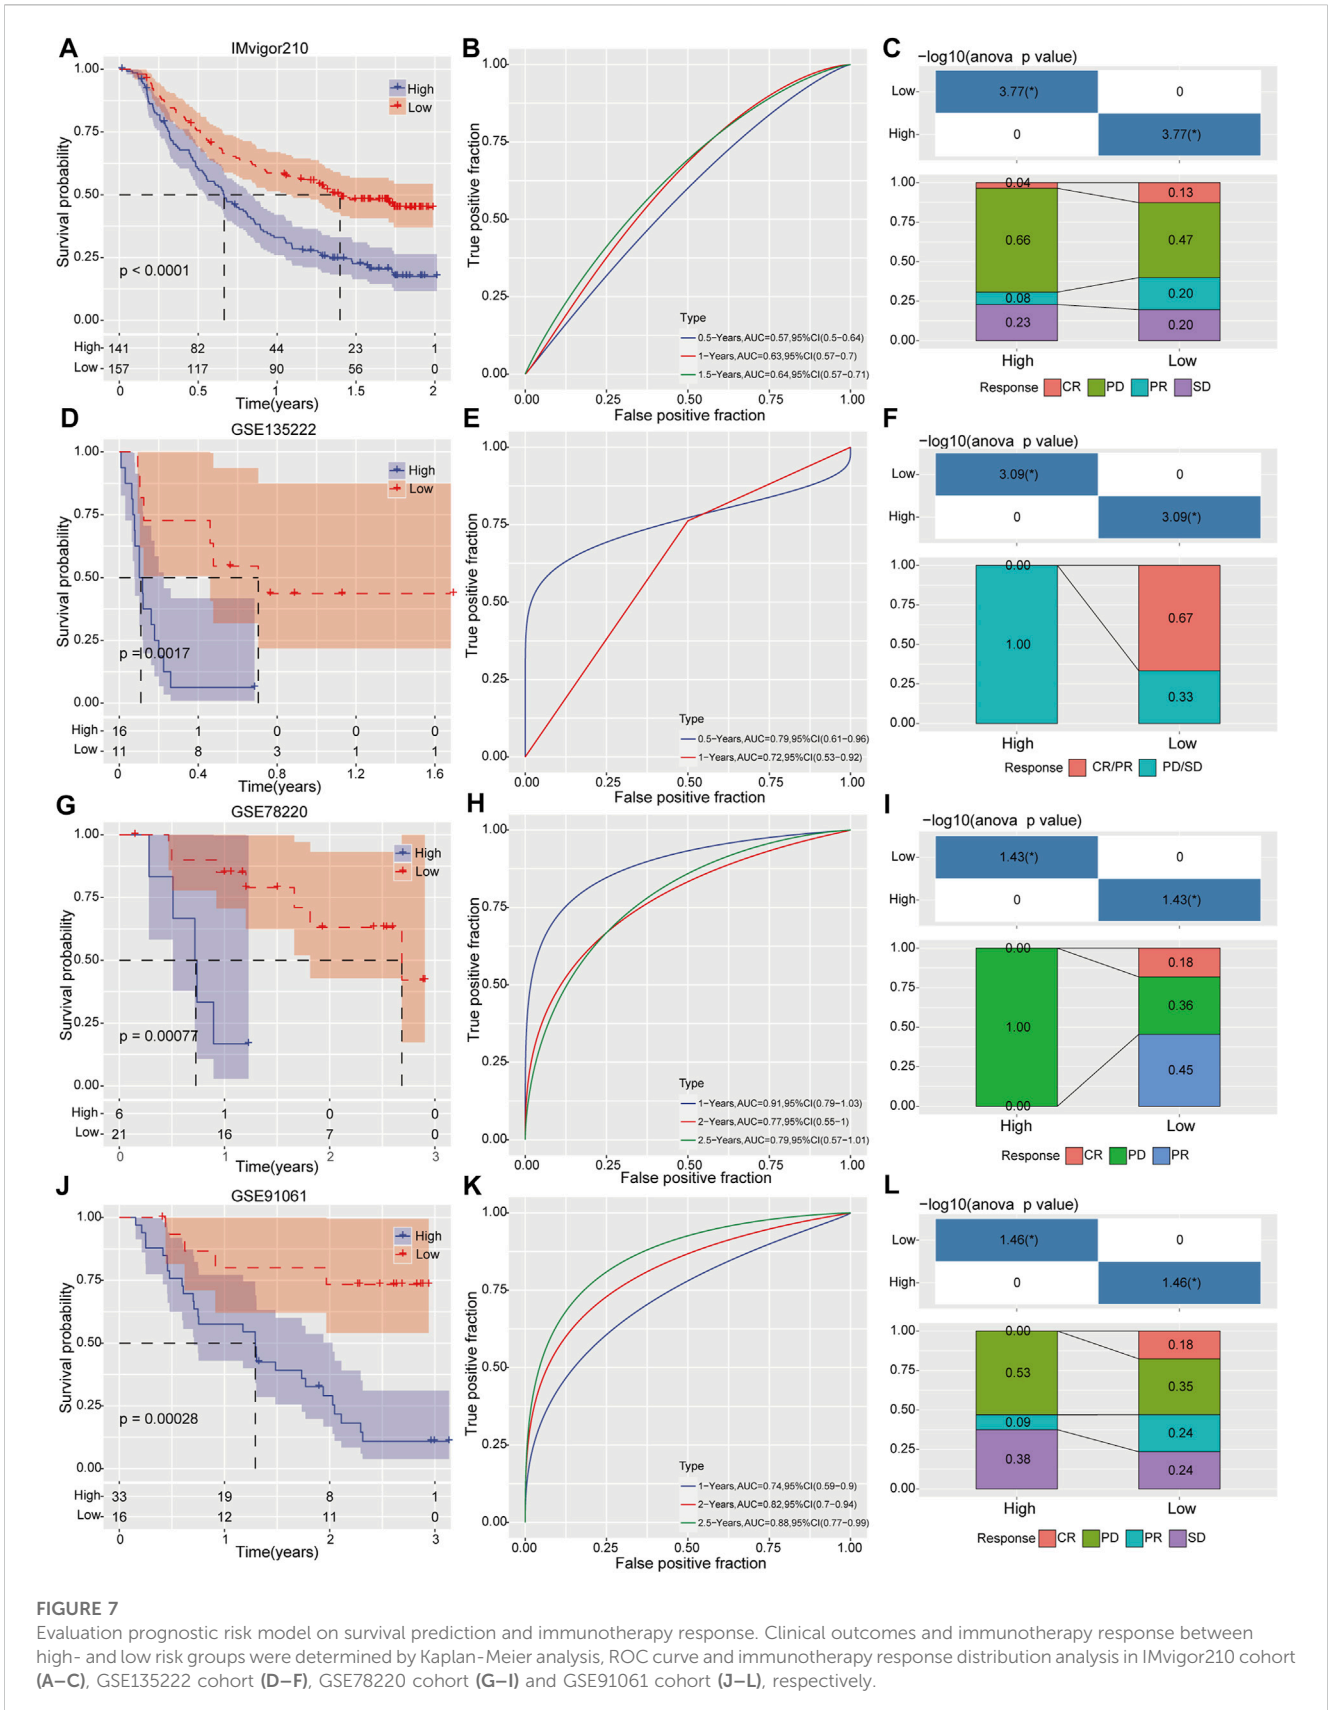 A
IMvigor210
Survival probability
1.00
0.75
0.50
0.25
0.00
High
Low
p < 0.0001
High 141 82 44 23 1
Low 157 117 90 56 0
0 0.5 1 1.5 2
Time(years)
B
True positive fraction
1.00
0.75
0.50
0.25
0.00
Type
0.5−Years,AUC=0.57,95%CI(0.5−0.64)
1−Years,AUC=0.63,95%CI(0.57−0.7)
1.5−Years,AUC=0.64,95%CI(0.57−0.71)
0.00 0.25 0.50 0.75 1.00
False positive fraction
C
−log10(anova p value)
Low 3.77(*) 0
High 0 3.77(*)
1.00
0.75
0.50
0.25
0.00
0.04 0.13
0.66 0.47
0.08 0.20
0.23 0.20
High Low
Response CR PD PR SD
D
GSE135222
Survival probability
1.00
0.75
0.50
0.25
0.00
High
Low
p = 0.0017
High 16 1 0 0 0
Low 11 8 3 1 1
0 0.4 0.8 1.2 1.6
Time(years)
E
True positive fraction
1.00
0.75
0.50
0.25
0.00
Type
0.5−Years,AUC=0.79,95%CI(0.61−0.96)
1−Years,AUC=0.72,95%CI(0.53−0.92)
0.00 0.25 0.50 0.75 1.00
False positive fraction
F
−log10(anova p value)
Low 3.09(*) 0
High 0 3.09(*)
1.00
0.75
0.50
0.25
0.00
0.00 0.67
1.00 0.33
High Low
Response CR/PR PD/SD
G
GSE78220
Survival probability
1.00
0.75
0.50
0.25
0.00
High
Low
p = 0.00077
High 6 1 0 0
Low 21 16 7 0
0 1 2 3
Time(years)
H
True positive fraction
1.00
0.75
0.50
0.25
0.00
Type
1−Years,AUC=0.91,95%CI(0.79−1.03)
2−Years,AUC=0.77,95%CI(0.55−1)
2.5−Years,AUC=0.79,95%CI(0.57−1.01)
0.00 0.25 0.50 0.75 1.00
False positive fraction
I
−log10(anova p value)
Low 1.43(*) 0
High 0 1.43(*)
1.00
0.75
0.50
0.25
0.00
0.00 0.18
1.00 0.36
0.00 0.45
High Low
Response CR PD PR
J
GSE91061
Survival probability
1.00
0.75
0.50
0.25
0.00
High
Low
p = 0.00028
High 33 19 8 1
Low 16 12 11 0
0 1 2 3
Time(years)
K
True positive fraction
1.00
0.75
0.50
0.25
0.00
Type
1−Years,AUC=0.74,95%CI(0.59−0.9)
2−Years,AUC=0.82,95%CI(0.7−0.94)
2.5−Years,AUC=0.88,95%CI(0.77−0.99)
0.00 0.25 0.50 0.75 1.00
False positive fraction
L
−log10(anova p value)
Low 1.46(*) 0
High 0 1.46(*)
1.00
0.75
0.50
0.25
0.00
0.00 0.18
0.53 0.35
0.09 0.24
0.38 0.24
High Low
Response CR PD PR SD
FIGURE 7
Evaluation prognostic risk model on survival prediction and immunotherapy response. Clinical outcomes and immunotherapy response between
high- and low risk groups were determined by Kaplan-Meier analysis, ROC curve and immunotherapy response distribution analysis in IMvigor210 cohort
(A–C), GSE135222 cohort (D–F), GSE78220 cohort (G–I) and GSE91061 cohort (J–L), respectively.